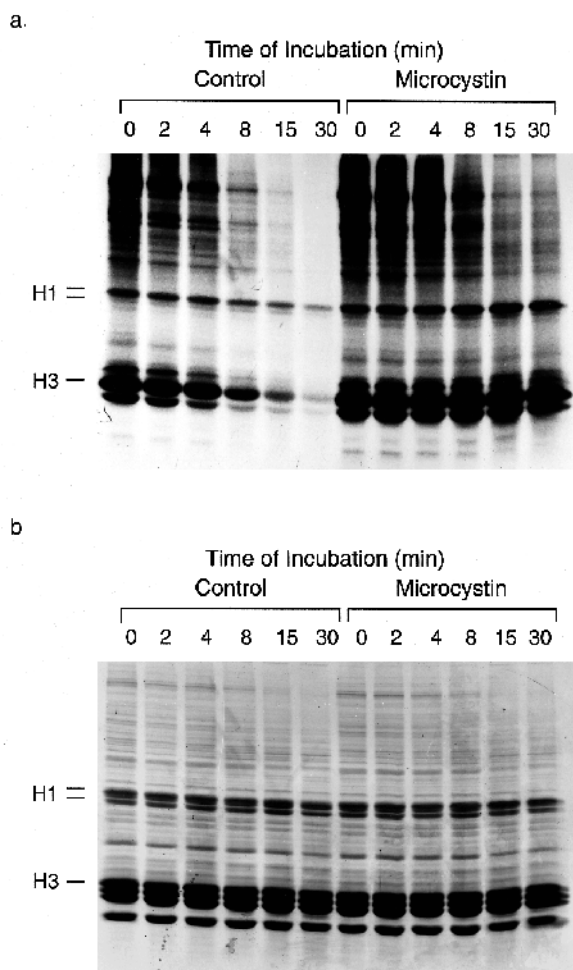 a.
Time of Incubation (min)
Control Microcystin
0 2 4 8 15 30 0 2 4 8 15 30
H1
H3
b
Time of Incubation (min)
Control Microcystin
0 2 4 8 15 30 0 2 4 8 15 30
H1
H3